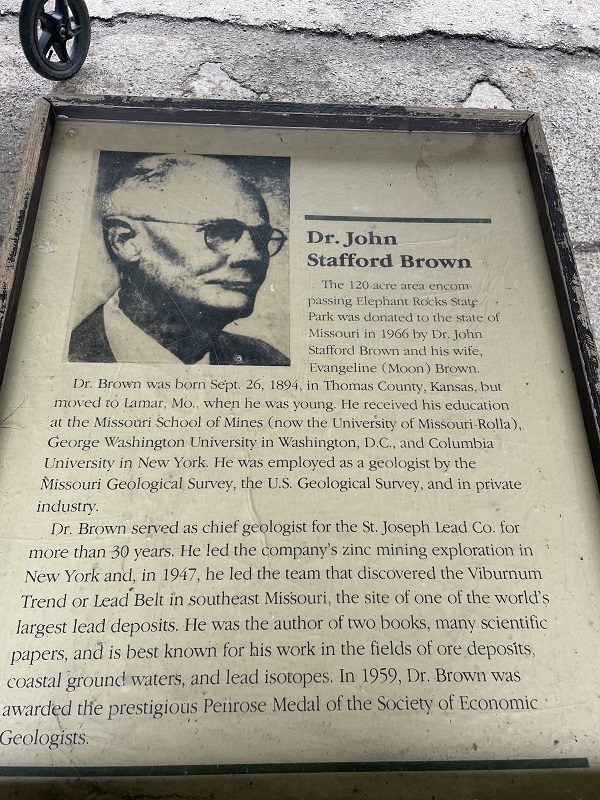 Dr. John
Stafford Brown
The 120-acre area encom-
passing Elephant Rocks State
Park was donated to the state of
Missouri in 1966 by Dr. John
Stafford Brown and his wife,
Evangeline (Moon) Brown.
Dr. Brown was born Sept. 26, 1894, in Thomas County, Kansas, but
moved to Lamar, Mo., when he was young. He received his education
at the Missouri School of Mines (now the University of Missouri-Rolla),
George Washington University in Washington, D.C., and Columbia
University in New York. He was employed as a geologist by the
Missouri Geological Survey, the U.S. Geological Survey, and in private
industry.
Dr. Brown served as chief geologist for the St. Joseph Lead Co. for
more than 30 years. He led the company's zinc mining exploration in
New York and, in 1947, he led the team that discovered the Viburnum
Trend or Lead Belt in southeast Missouri, the site of one of the world's
largest lead deposits. He was the author of two books, many scientific
papers, and is best known for his work in the fields of ore deposits,
coastal ground waters, and lead isotopes. In 1959, Dr. Brown was
awarded the prestigious Penrose Medal of the Society of Economic
Geologists.